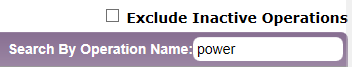 Exclude Inactive Operations
Search By Operation Name: power